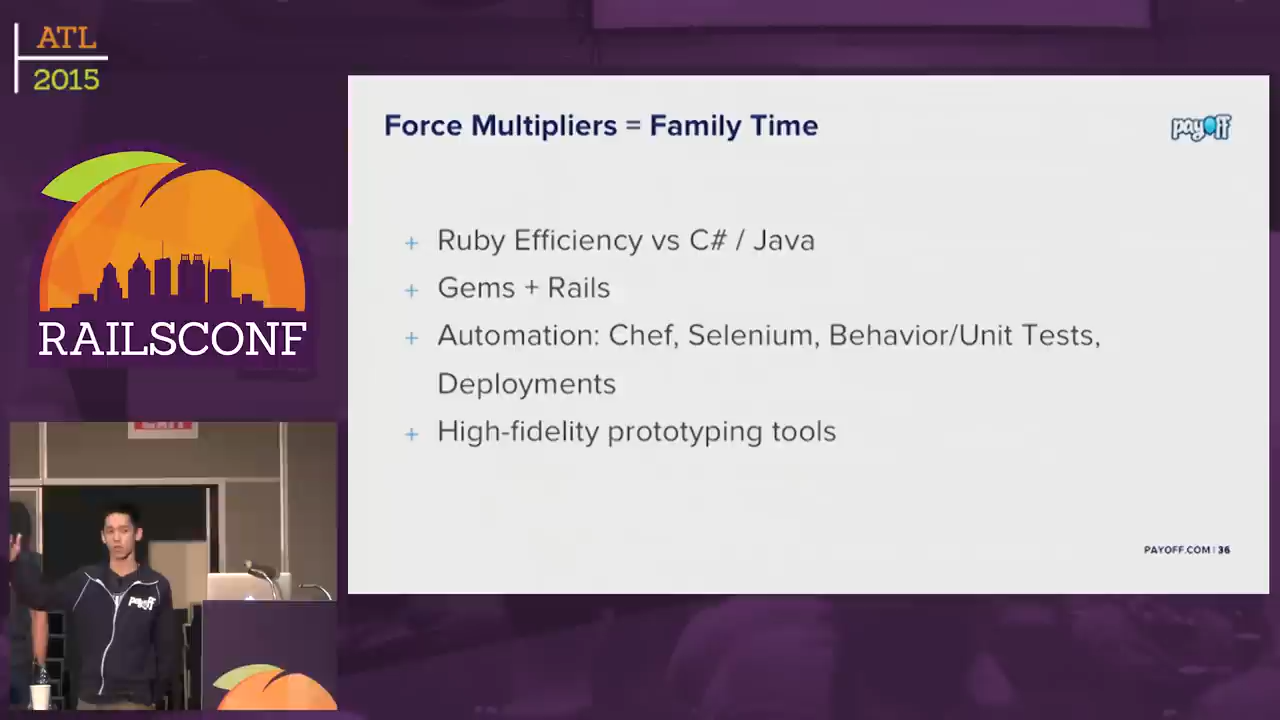 ATL
2015
RAILSCONF
Force Multipliers = Family Time
payoff
+ Ruby Efficiency vs C# / Java
+ Gems + Rails
+ Automation: Chef, Selenium, Behavior/Unit Tests,
Deployments
+ High-fidelity prototyping tools
PAYOFF.COM | 36
payoff